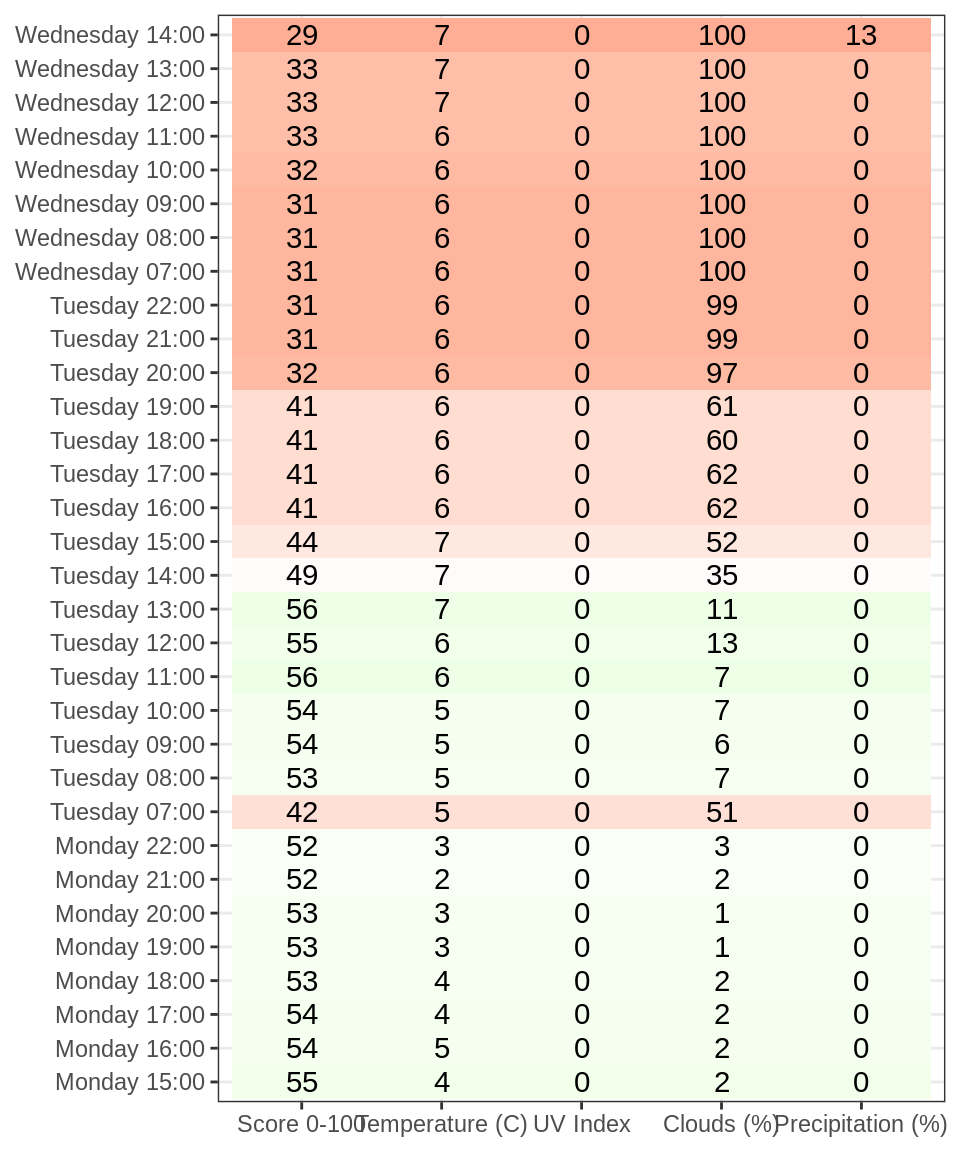 Wednesday 14:00 29 7 0 100 13
Wednesday 13:00 33 7 0 100 0
Wednesday 12:00 33 7 0 100 0
Wednesday 11:00 33 6 0 100 0
Wednesday 10:00 32 6 0 100 0
Wednesday 09:00 31 6 0 100 0
Wednesday 08:00 31 6 0 100 0
Wednesday 07:00 31 6 0 100 0
Tuesday 22:00 31 6 0 99 0
Tuesday 21:00 31 6 0 99 0
Tuesday 20:00 32 6 0 97 0
Tuesday 19:00 41 6 0 61 0
Tuesday 18:00 41 6 0 60 0
Tuesday 17:00 41 6 0 62 0
Tuesday 16:00 41 6 0 62 0
Tuesday 15:00 44 7 0 52 0
Tuesday 14:00 49 7 0 35 0
Tuesday 13:00 56 7 0 11 0
Tuesday 12:00 55 6 0 13 0
Tuesday 11:00 56 6 0 7 0
Tuesday 10:00 54 5 0 7 0
Tuesday 09:00 54 5 0 6 0
Tuesday 08:00 53 5 0 7 0
Tuesday 07:00 42 5 0 51 0
Monday 22:00 52 3 0 3 0
Monday 21:00 52 2 0 2 0
Monday 20:00 53 3 0 1 0
Monday 19:00 53 3 0 1 0
Monday 18:00 53 4 0 2 0
Monday 17:00 54 4 0 2 0
Monday 16:00 54 5 0 2 0
Monday 15:00 55 4 0 2 0
Score 0-100 Temperature (C) UV Index Clouds (%) Precipitation (%)